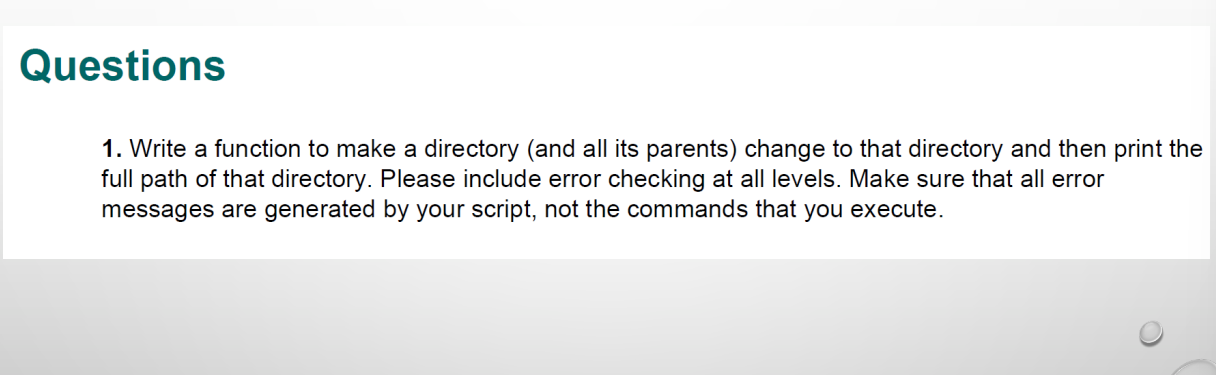 Questions
1. Write a function to make a directory (and all its parents) change to that directory and then print the
full path of that directory. Please include error checking at all levels. Make sure that all error
messages are generated by your script, not the commands that you execute.